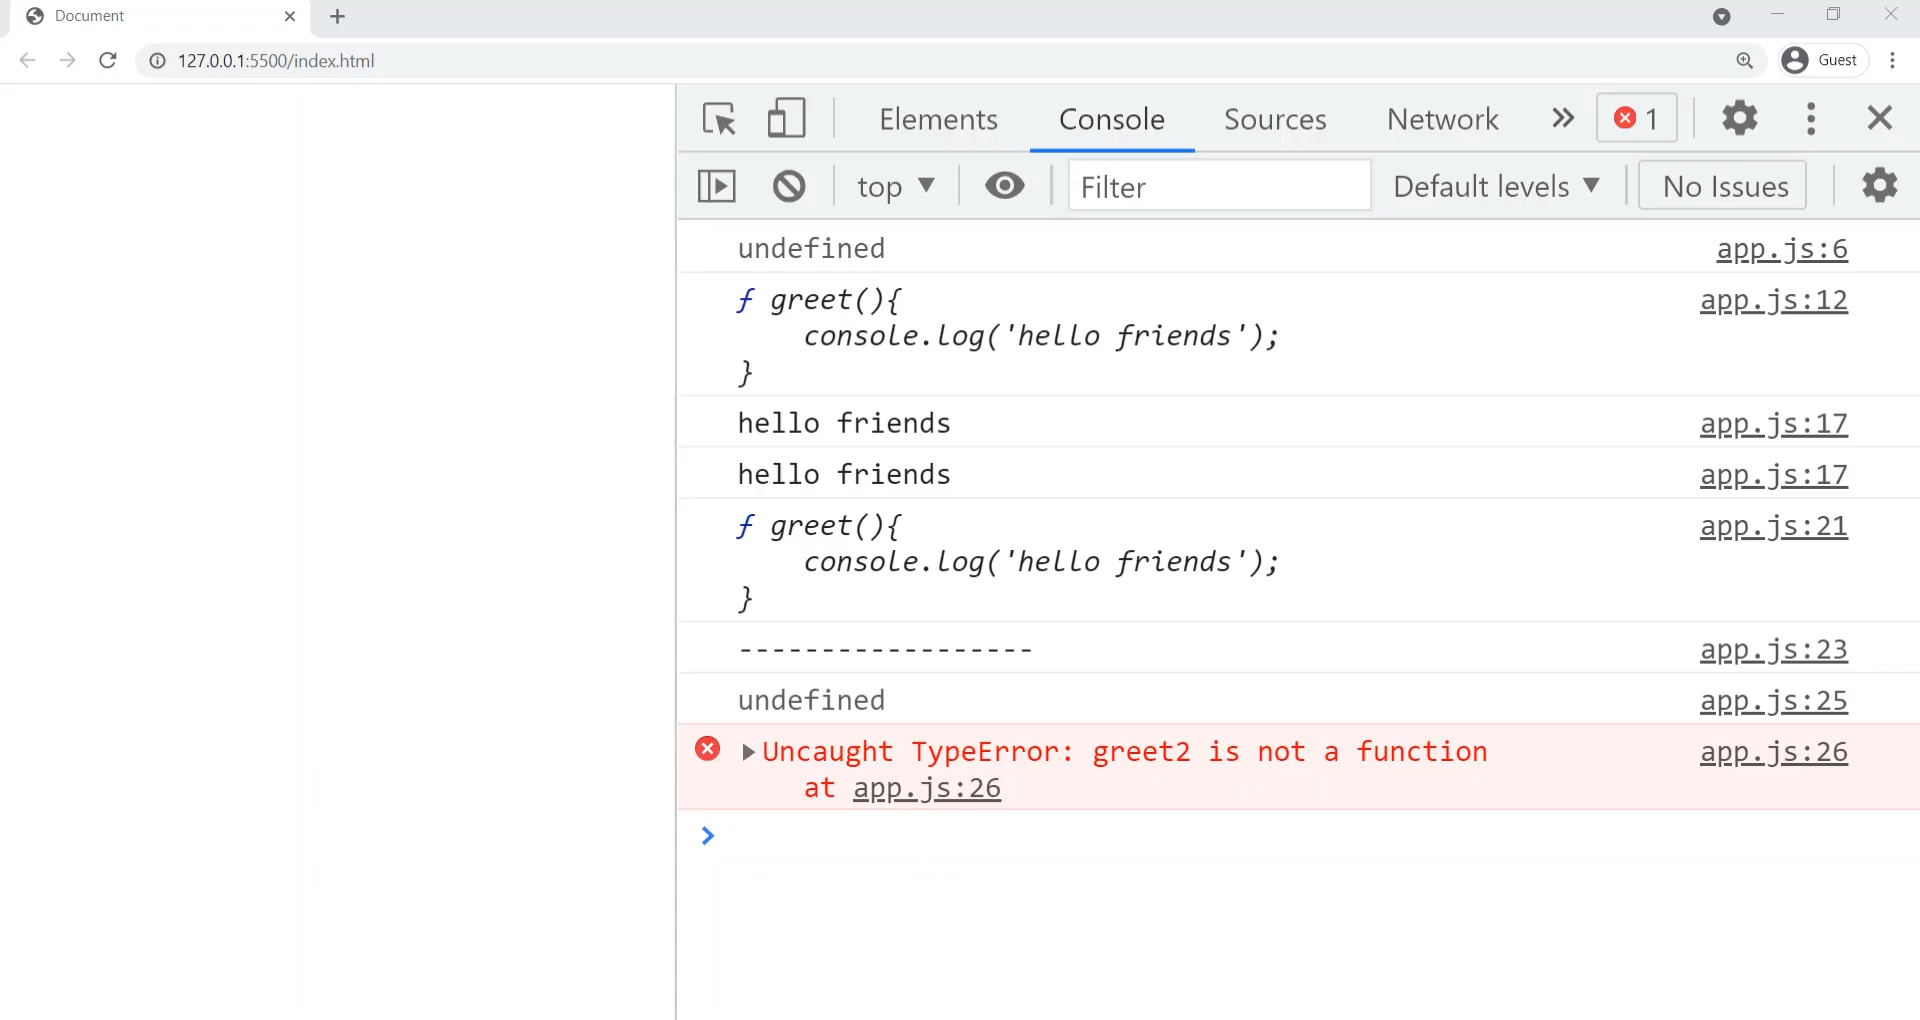 Document
127.0.0.1:5500/index.html
Guest
Elements Console Sources Network 1
top Filter Default levels No Issues
undefined app.js:6
ƒ greet(){ app.js:12
    console.log('hello friends');
}
hello friends app.js:17
hello friends app.js:17
ƒ greet(){ app.js:21
    console.log('hello friends');
}
------------------ app.js:23
undefined app.js:25
Uncaught TypeError: greet2 is not a function app.js:26
    at app.js:26